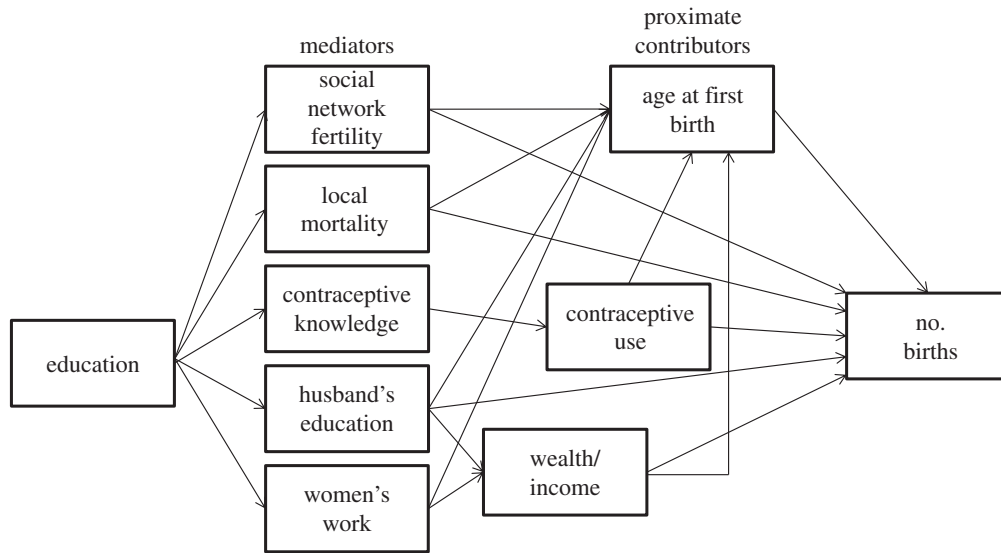 mediators
proximate
contributors
social
network
fertility
age at first
birth
local
mortality
contraceptive
knowledge
contraceptive
use
no.
births
education
husband's
education
wealth/
income
women's
work